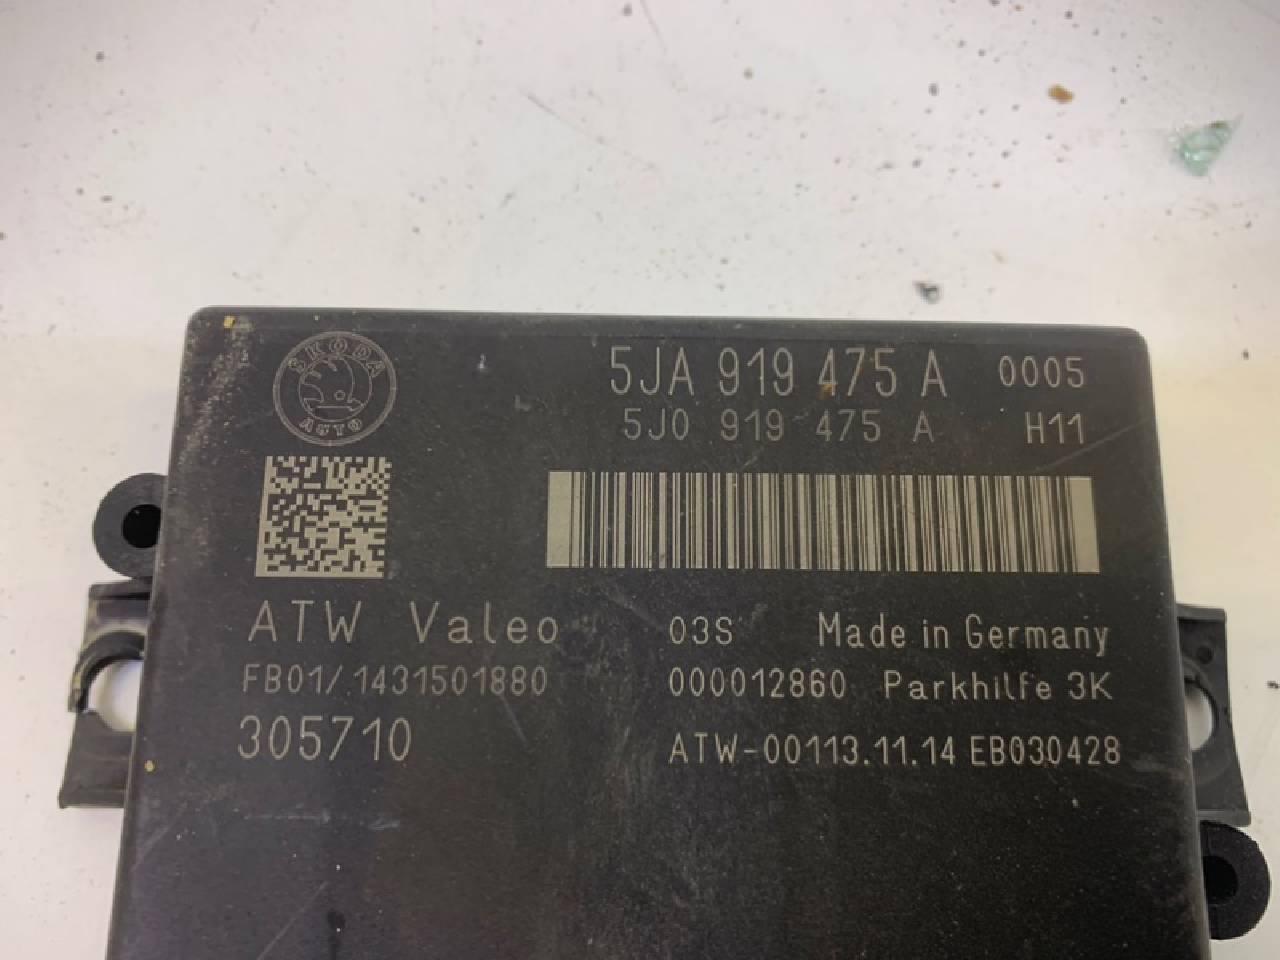 SKODA
AUTO
5JA 919 475 A 0005
5J0 919 475 A H11
ATW Valeo 03S Made in Germany
FB01/1431501880 000012860 Parkhilfe 3K
305710 ATW-00113.11.14 EB030428